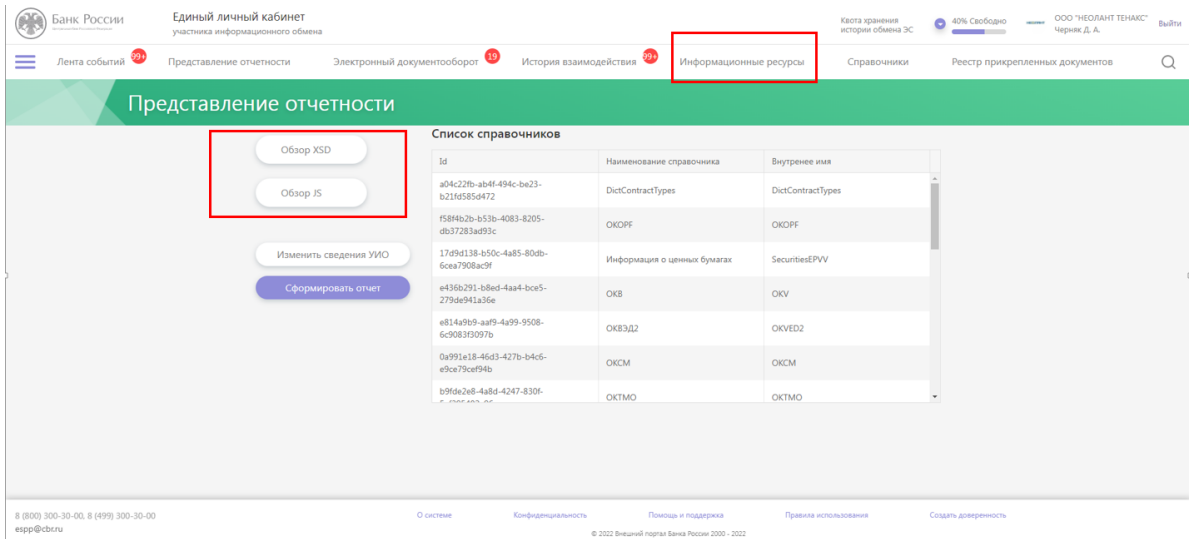 Банк России
Единый личный кабинет
участника информационного обмена
Квота хранения
истории обмена ЭС
40% Свободно
ООО "НЕОЛАНТ ТЕНАКС"
Черняк Д. А.
Выйти
Лента событий 99+
Представление отчетности
Электронный документооборот 19
История взаимодействия 99+
Информационные ресурсы
Справочники
Реестр прикрепленных документов
Представление отчетности
Обзор XSD
Обзор JS
Изменить сведения УИО
Сформировать отчет
Список справочников
Id Наименование справочника Внутренее имя
a04c22fb-ab4f-494c-be23-
b21fd585d472
DictContractTypes DictContractTypes
f58f4b2b-b53b-4083-8205-
db37283ad93c
OKOPF OKOPF
17d9d138-b50c-4a85-80db-
6cea7908ac9f
Информация о ценных бумагах SecuritiesEPVV
e436b291-b8ed-4aa4-bce5-
279de941a36e
ОКВ OKV
e814a9b9-aaf9-4a99-9508-
6c9083f3097b
ОКВЭД2 OKVED2
0a991e18-46d3-427b-b4c6-
e9ce79cef94b
ОКСМ OKCM
b9fde2e8-4a8d-4247-830f-
ОКТМО OKTMO
8 (800) 300-30-00, 8 (499) 300-30-00
espp@cbr.ru
О системе
Конфиденциальность
Помощь и поддержка
Правила использования
Создать доверенность
© 2022 Внешний портал Банка России 2000 - 2022